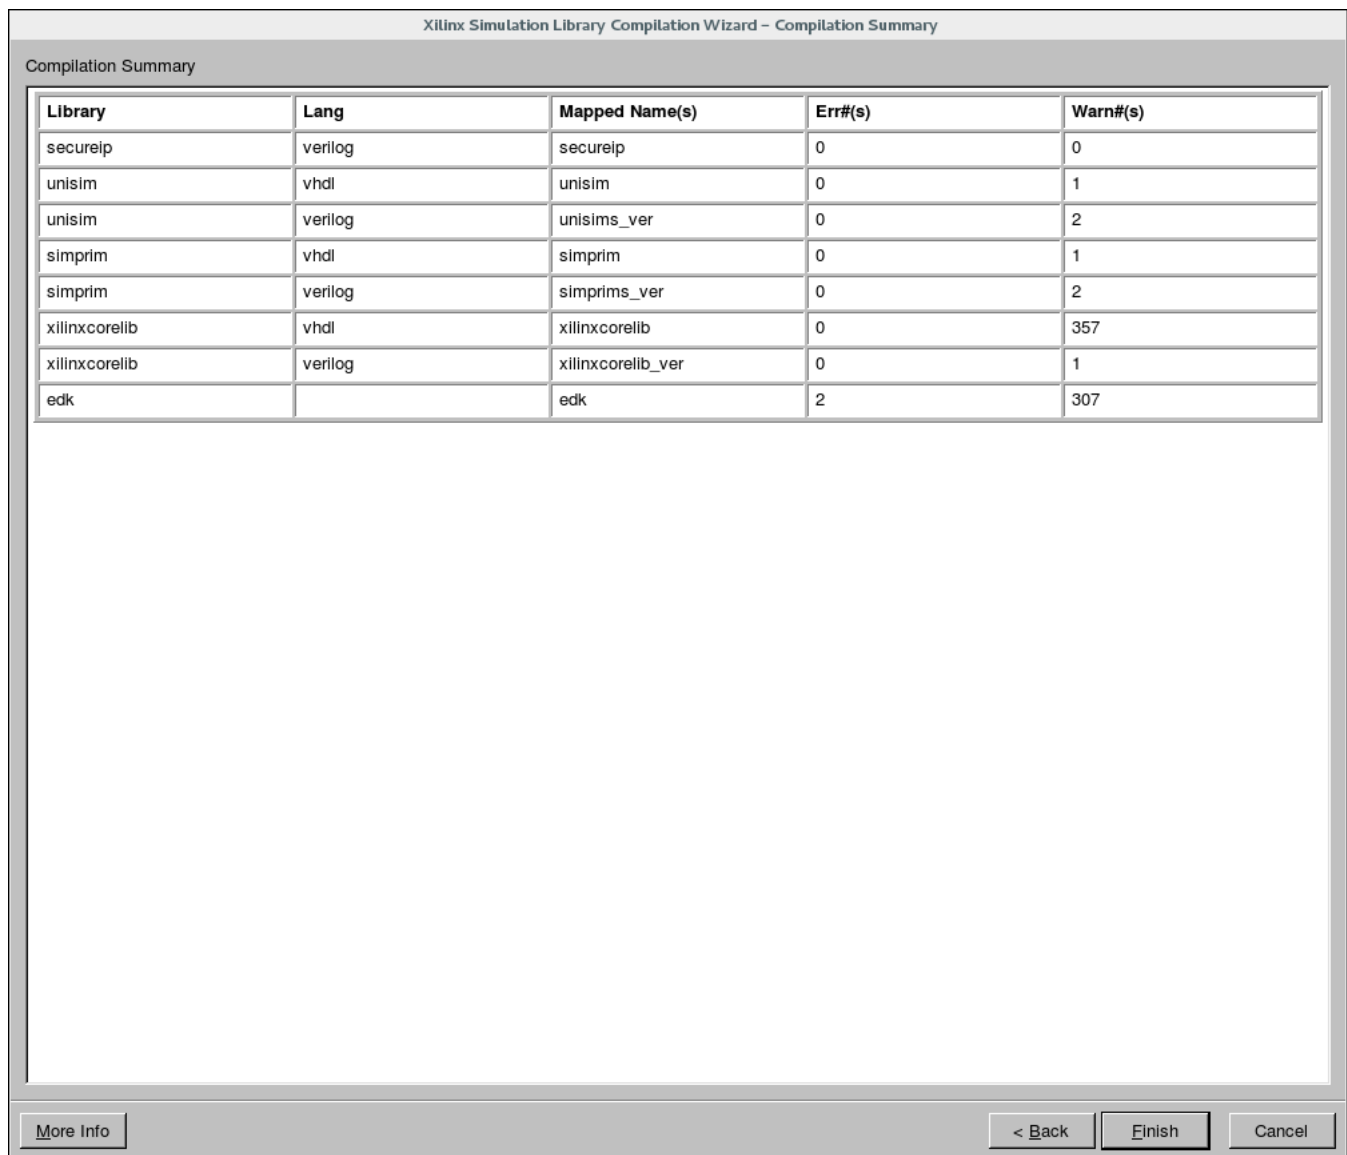 Xilinx Simulation Library Compilation Wizard – Compilation Summary
Compilation Summary
Library Lang Mapped Name(s) Err#(s) Warn#(s)
secureip verilog secureip 0 0
unisim vhdl unisim 0 1
unisim verilog unisims_ver 0 2
simprim vhdl simprim 0 1
simprim verilog simprims_ver 0 2
xilinxcorelib vhdl xilinxcorelib 0 357
xilinxcorelib verilog xilinxcorelib_ver 0 1
edk edk 2 307
More Info < Back Finish Cancel